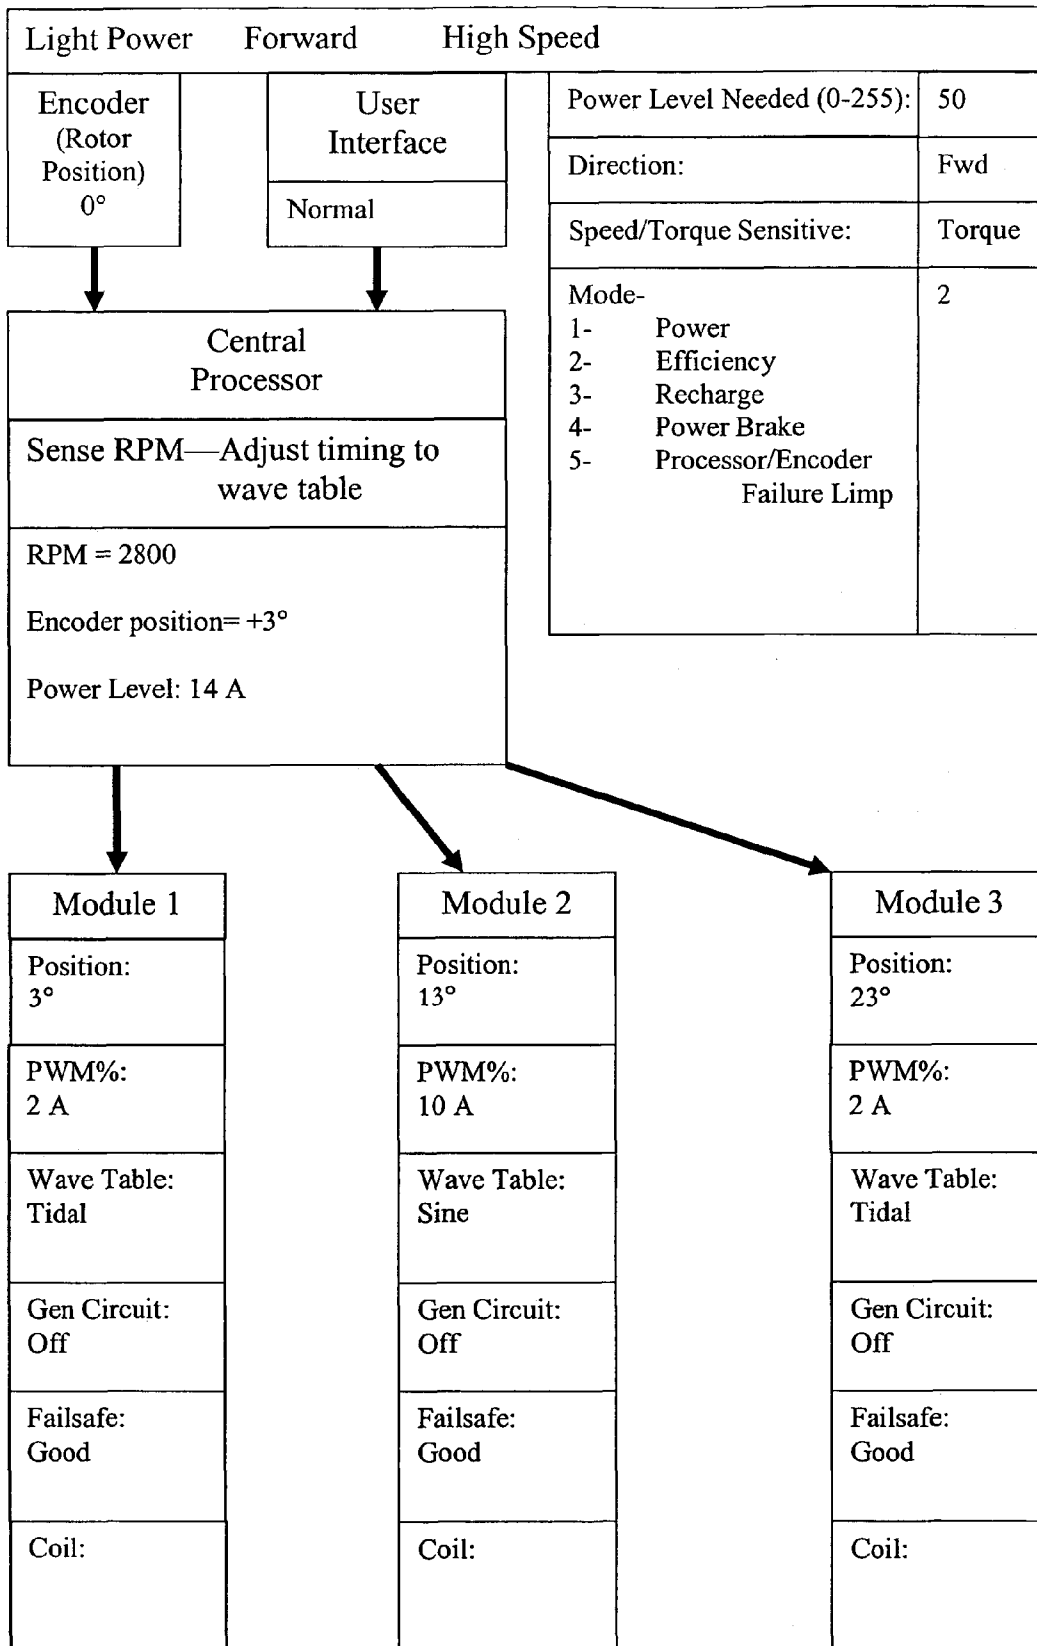 Light Power Forward High Speed
Encoder
(Rotor
Position)
0°
User
Interface
Normal
Power Level Needed (0-255): 50
Direction: Fwd
Speed/Torque Sensitive: Torque
Mode- 2
1- Power
2- Efficiency
3- Recharge
4- Power Brake
5- Processor/Encoder
Failure Limp
Central
Processor
Sense RPM—Adjust timing to
wave table
RPM = 2800
Encoder position= +3°
Power Level: 14 A
Module 1
Position:
3°
PWM%:
2 A
Wave Table:
Tidal
Gen Circuit:
Off
Failsafe:
Good
Coil:
Module 2
Position:
13°
PWM%:
10 A
Wave Table:
Sine
Gen Circuit:
Off
Failsafe:
Good
Coil:
Module 3
Position:
23°
PWM%:
2 A
Wave Table:
Tidal
Gen Circuit:
Off
Failsafe:
Good
Coil: